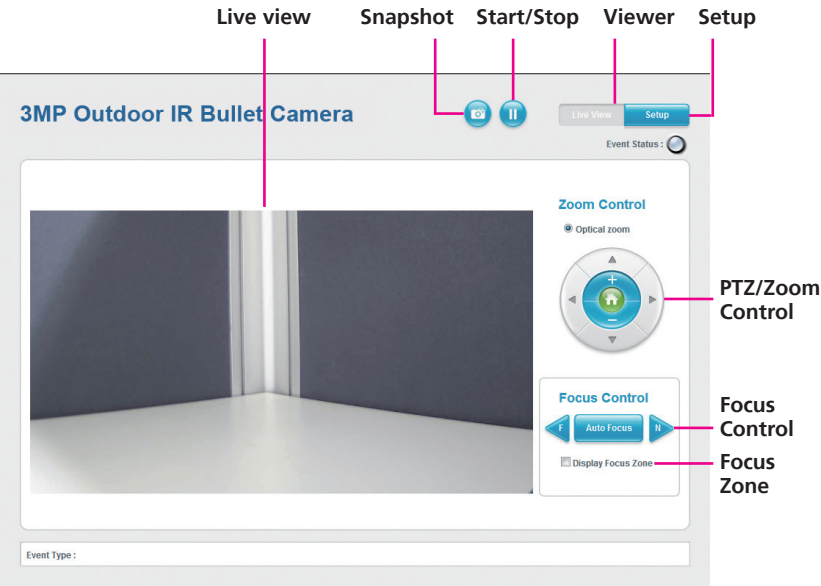 Live view
Snapshot
Start/Stop
Viewer
Setup
3MP Outdoor IR Bullet Camera
Live View
Setup
Event Status :
Zoom Control
Optical zoom
PTZ/Zoom
Control
Focus Control
F
Auto Focus
N
Display Focus Zone
Focus
Control
Focus
Zone
Event Type :